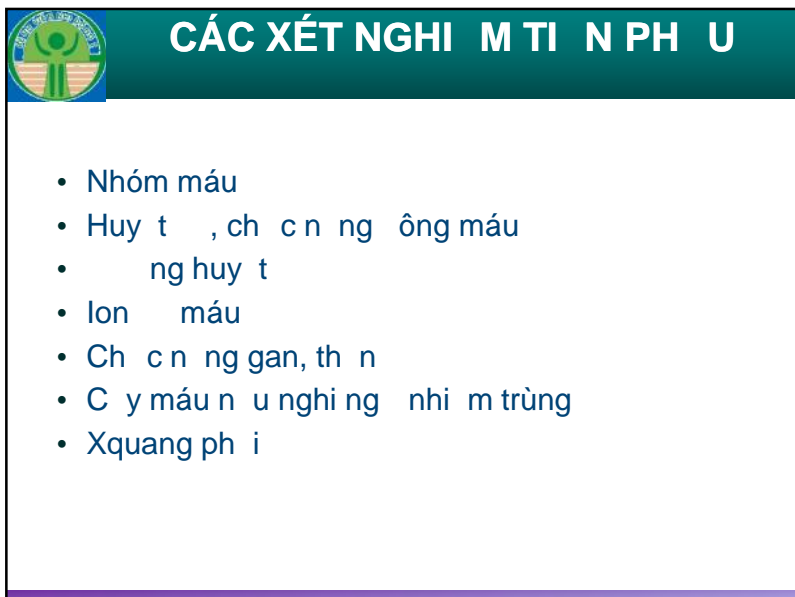 CÁC XÉT NGHI M TI N PH U
• Nhóm máu
• Huy t , ch c n ng ông máu
• ng huy t
• Ion máu
• Ch c n ng gan, th n
• C y máu n u nghi ng nhi m trùng
• Xquang ph i